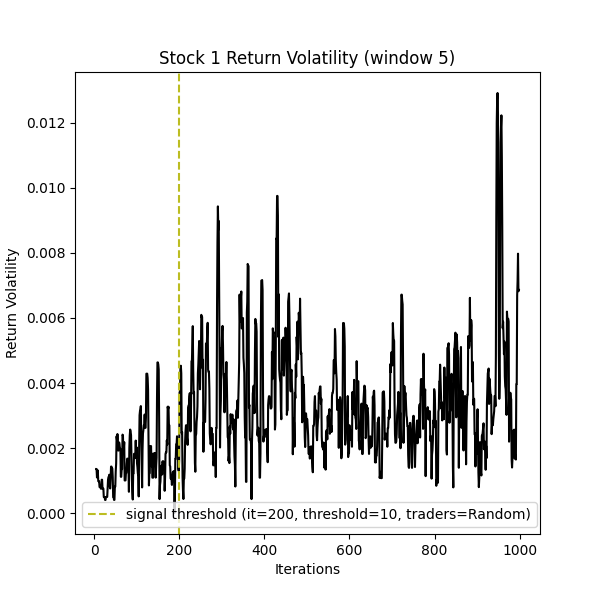 Stock 1 Return Volatility (window 5)
0.012
0.010
0.008
0.006
0.004
0.002
0.000
Return Volatility
signal threshold (it=200, threshold=10, traders=Random)
0 200 400 600 800 1000
Iterations